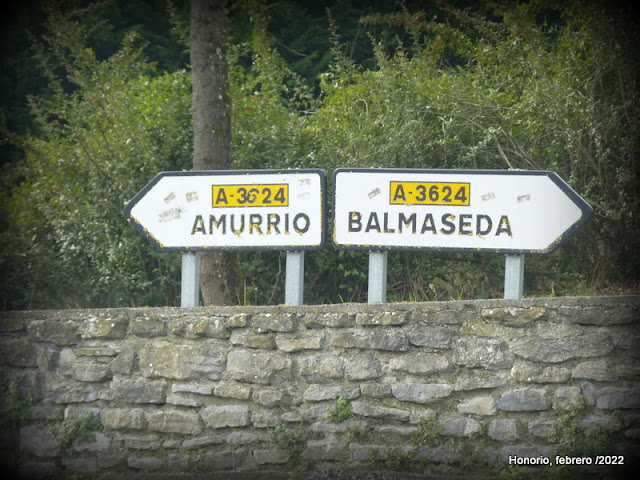 A-3624
AMURRIO
A-3624
BALMASEDA
Honorio, febrero /2022